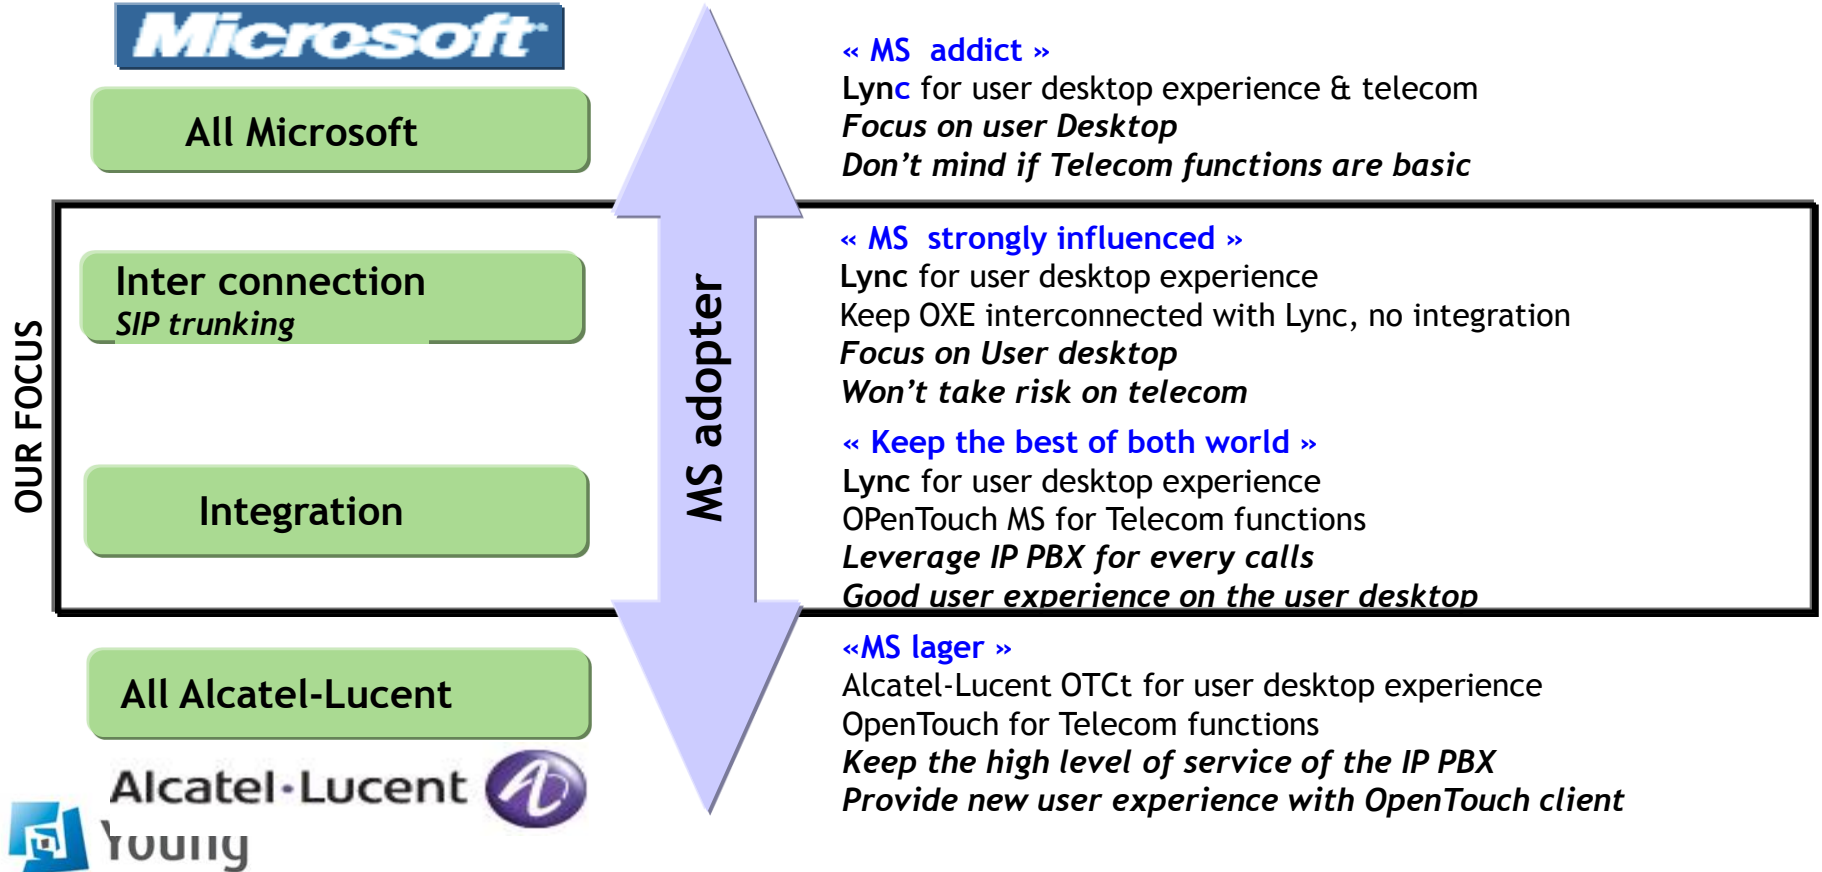 Microsoft
All Microsoft
« MS addict »
Lync for user desktop experience & telecom
Focus on user Desktop
Don't mind if Telecom functions are basic
OUR FOCUS
Inter connection
SIP trunking
MS adopter
« MS strongly influenced »
Lync for user desktop experience
Keep OXE interconnected with Lync, no integration
Focus on User desktop
Won't take risk on telecom
Integration
« Keep the best of both world »
Lync for user desktop experience
OPenTouch MS for Telecom functions
Leverage IP PBX for every calls
Good user experience on the user desktop
All Alcatel-Lucent
«MS lager »
Alcatel-Lucent OTCt for user desktop experience
OpenTouch for Telecom functions
Keep the high level of service of the IP PBX
Provide new user experience with OpenTouch client
Alcatel·Lucent
Young